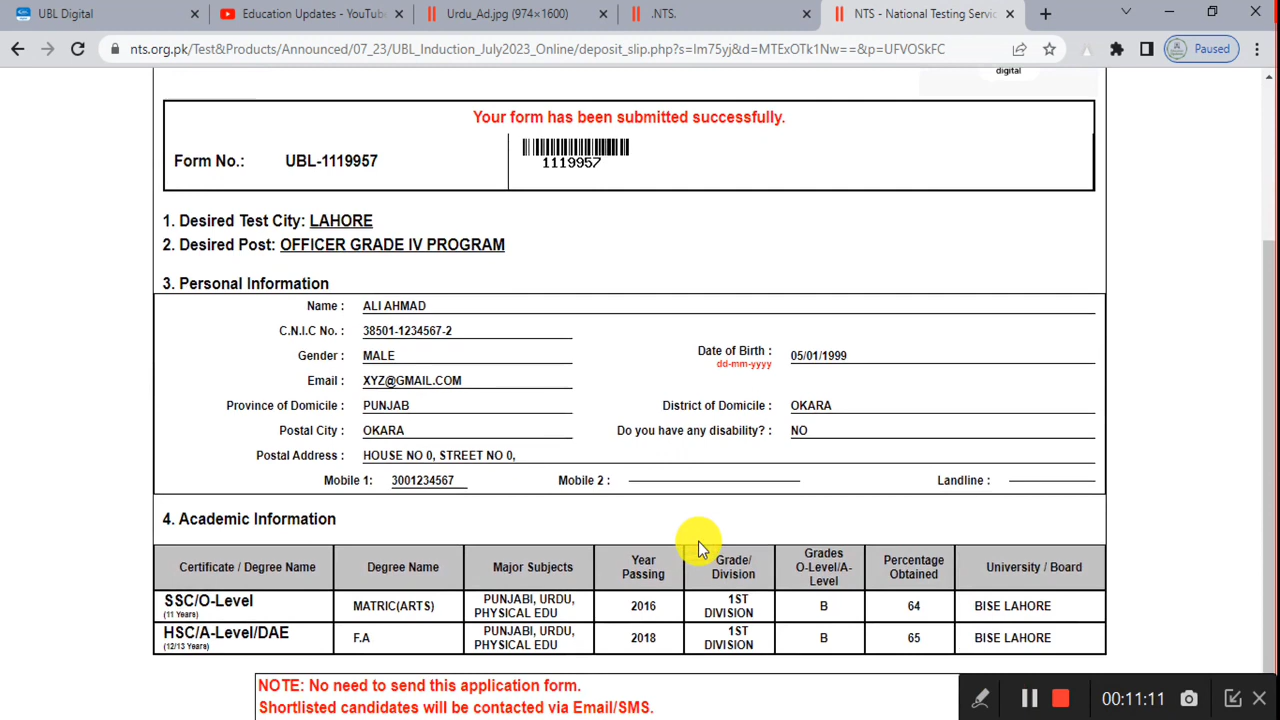 UBL Digital
Education Updates - YouTube
Urdu_Ad.jpg (974×1600)
.NTS.
NTS - National Testing Servic
nts.org.pk/Test&Products/Announced/07_23/UBL_Induction_July2023_Online/deposit_slip.php?s=lm75yj&d=MTExOTk1Nw==&p=UFVOSkFC
Paused
digital
Your form has been submitted successfully.
Form No.: UBL-1119957
1119957
1. Desired Test City: LAHORE
2. Desired Post: OFFICER GRADE IV PROGRAM
3. Personal Information
Name : ALI AHMAD
C.N.I.C No. : 38501-1234567-2
Gender : MALE Date of Birth : 05/01/1999
dd-mm-yyyy
Email : XYZ@GMAIL.COM
Province of Domicile : PUNJAB District of Domicile : OKARA
Postal City : OKARA Do you have any disability? : NO
Postal Address : HOUSE NO 0, STREET NO 0,
Mobile 1: 3001234567 Mobile 2 : Landline :
4. Academic Information
Certificate / Degree Name Degree Name Major Subjects Year Passing Grade/ Division Grades O-Level/A-Level Percentage Obtained University / Board
SSC/O-Level MATRIC(ARTS) PUNJABI, URDU, PHYSICAL EDU 2016 1ST DIVISION B 64 BISE LAHORE
(11 Years)
HSC/A-Level/DAE F.A PUNJABI, URDU, PHYSICAL EDU 2018 1ST DIVISION B 65 BISE LAHORE
(12/13 Years)
NOTE: No need to send this application form.
Shortlisted candidates will be contacted via Email/SMS.
00:11:11